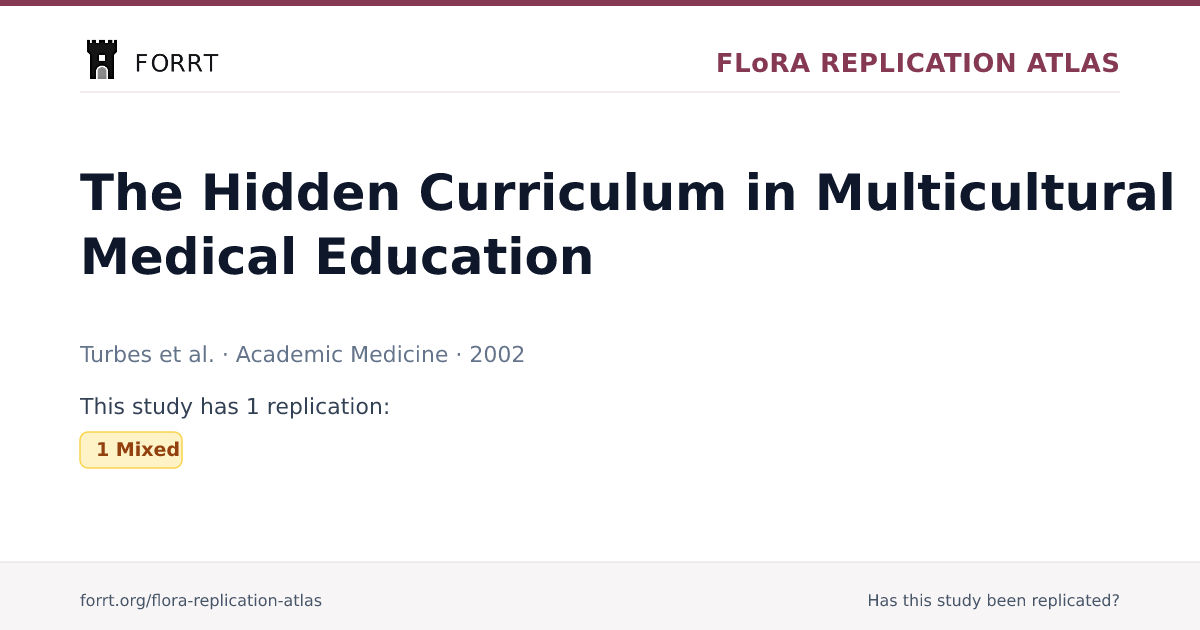 FORRT
FLoRA REPLICATION ATLAS
The Hidden Curriculum in Multicultural
Medical Education
Turbes et al. · Academic Medicine · 2002
This study has 1 replication:
1 Mixed
forrt.org/flora-replication-atlas
Has this study been replicated?